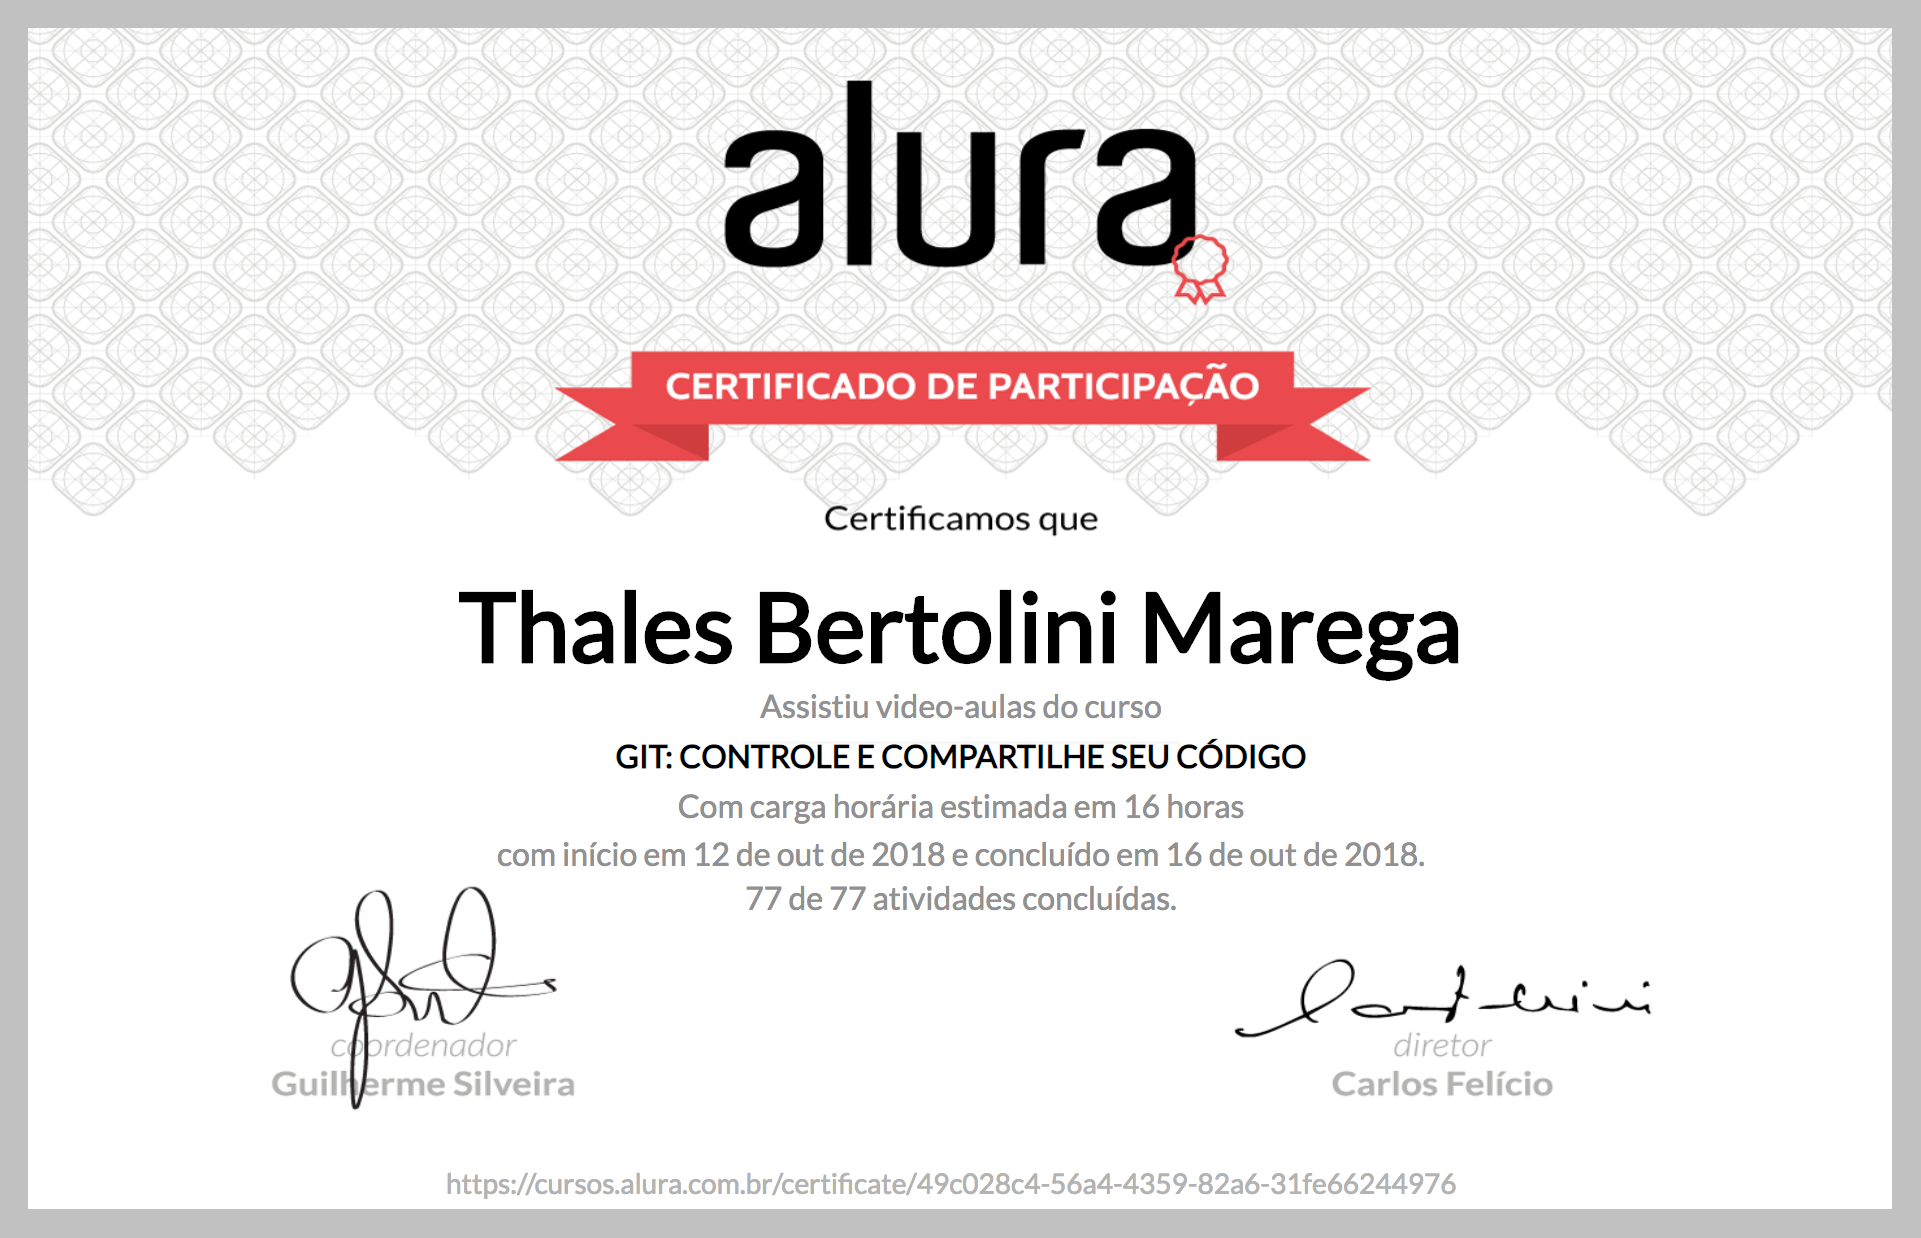 alura
CERTIFICADO DE PARTICIPAÇÃO
Certificamos que
Thales Bertolini Marega
Assistiu video-aulas do curso
GIT: CONTROLE E COMPARTILHE SEU CÓDIGO
Com carga horária estimada em 16 horas
com início em 12 de out de 2018 e concluído em 16 de out de 2018.
77 de 77 atividades concluídas.
coordenador
Guilherme Silveira
diretor
Carlos Felício
https://cursos.alura.com.br/certificate/49c028c4-56a4-4359-82a6-31fe66244976